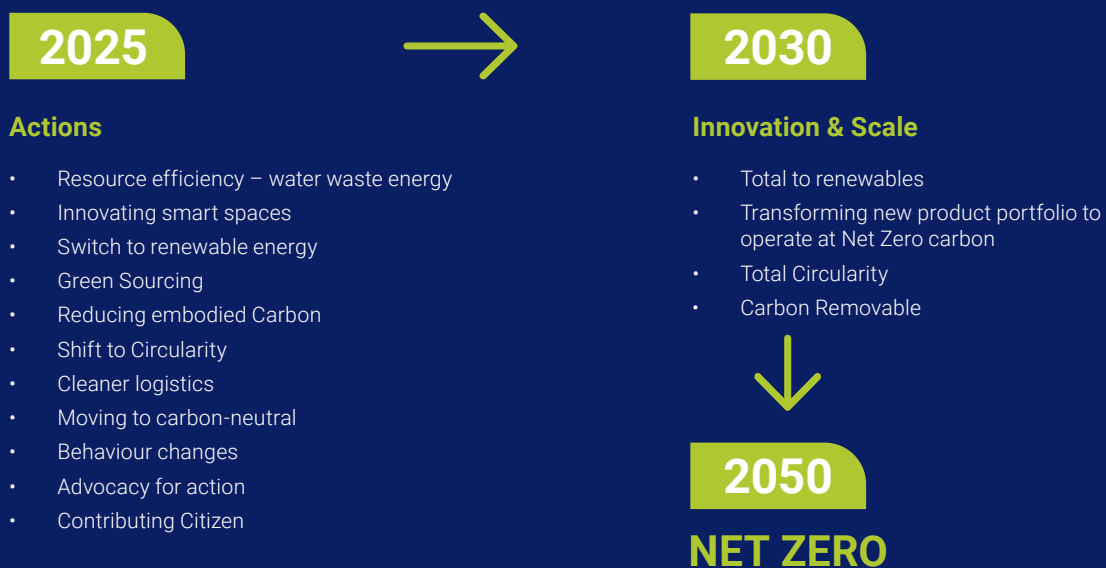 2025
Actions
• Resource efficiency – water waste energy
• Innovating smart spaces
• Switch to renewable energy
• Green Sourcing
• Reducing embodied Carbon
• Shift to Circularity
• Cleaner logistics
• Moving to carbon-neutral
• Behaviour changes
• Advocacy for action
• Contributing Citizen
2030
Innovation & Scale
• Total to renewables
• Transforming new product portfolio to
operate at Net Zero carbon
• Total Circularity
• Carbon Removable
2050
NET ZERO